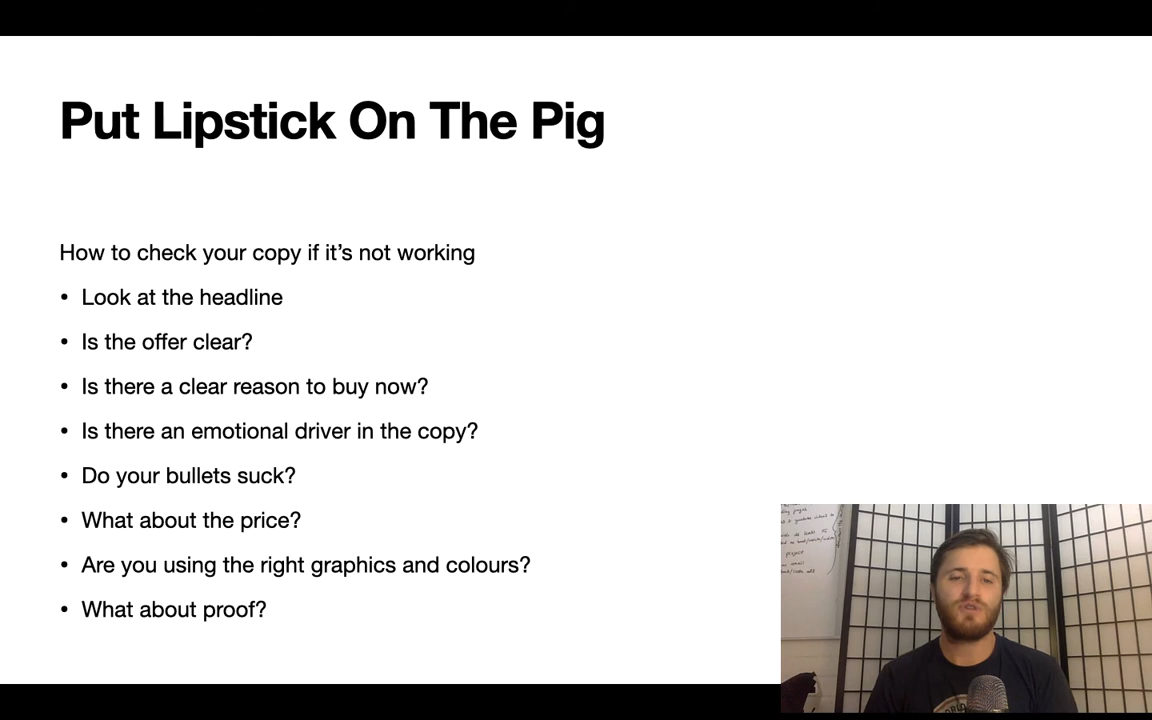 Put Lipstick On The Pig
How to check your copy if it’s not working
• Look at the headline
• Is the offer clear?
• Is there a clear reason to buy now?
• Is there an emotional driver in the copy?
• Do your bullets suck?
• What about the price?
• Are you using the right graphics and colours?
• What about proof?